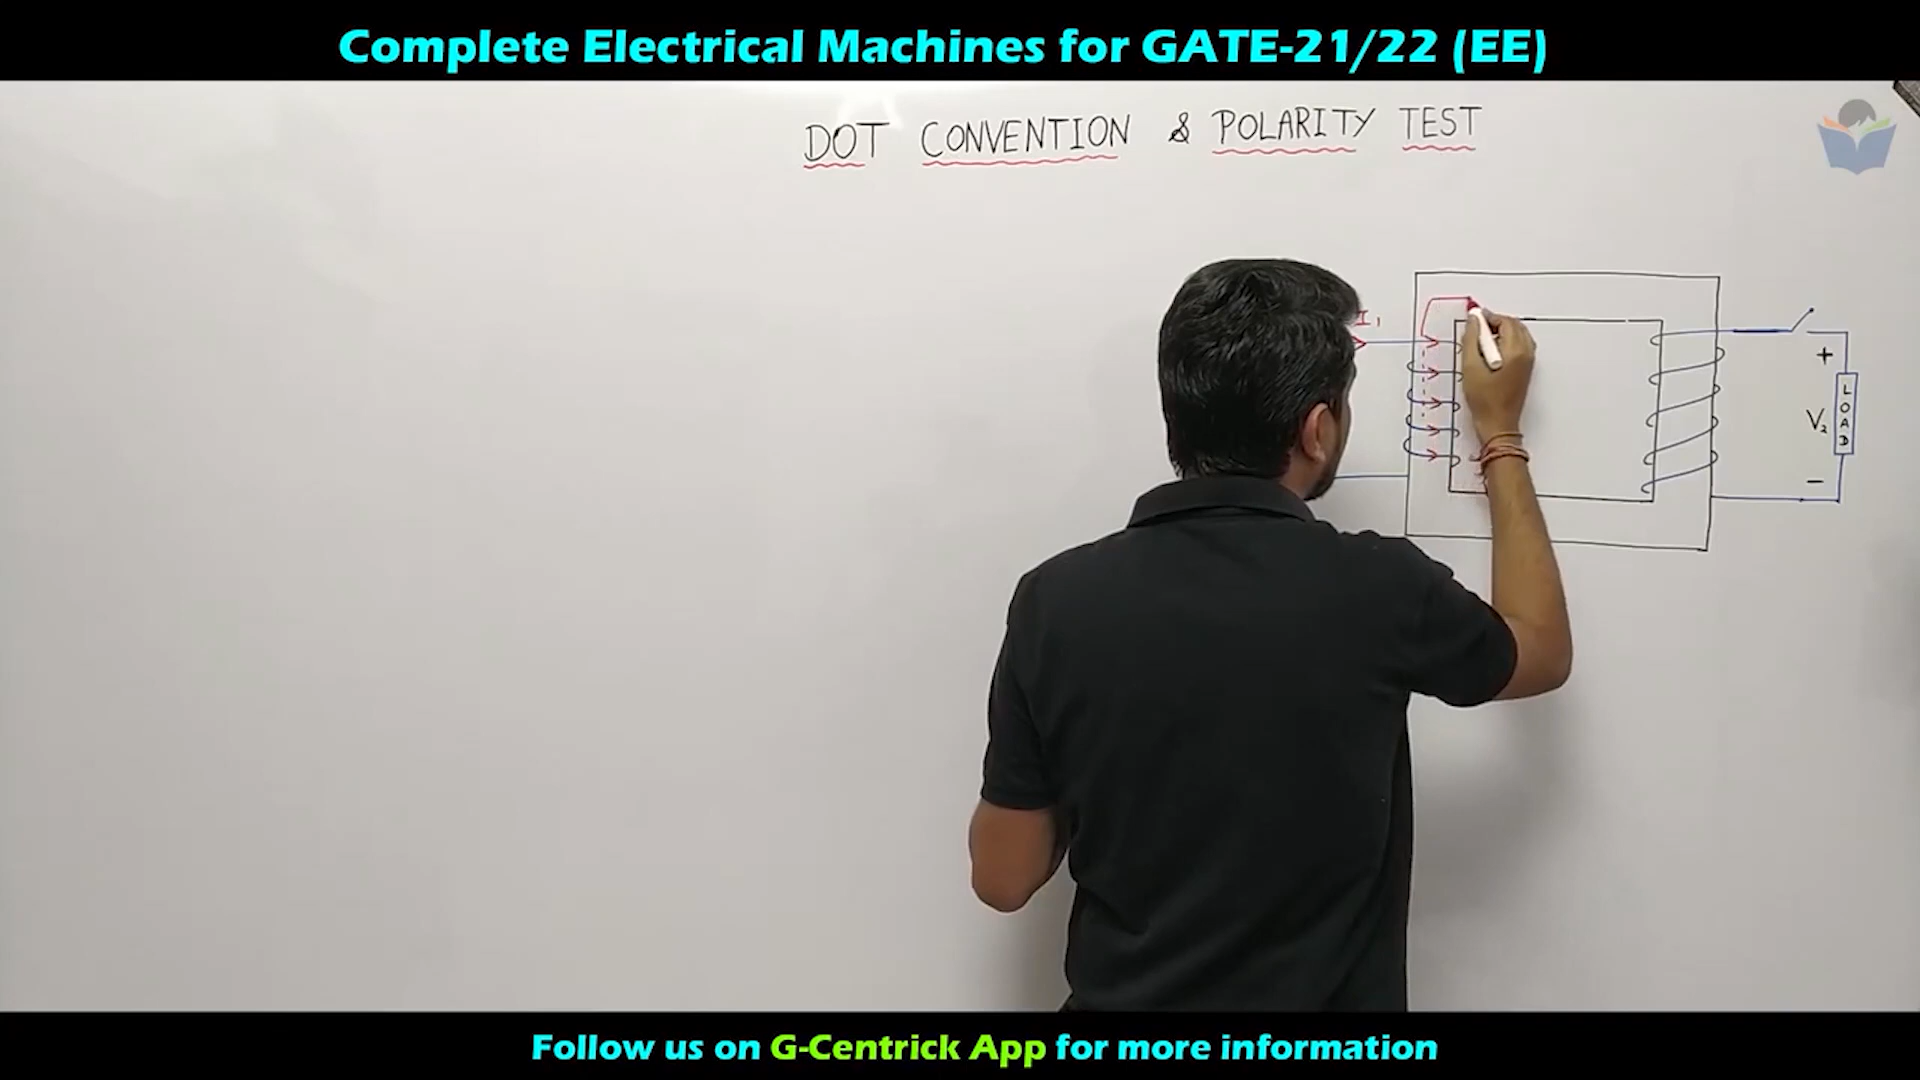 Complete Electrical Machines for GATE-21/22 (EE)
DOT CONVENTION & POLARITY TEST
I₁
+
V₂
LOAD
−
Follow us on G-Centrick App for more information